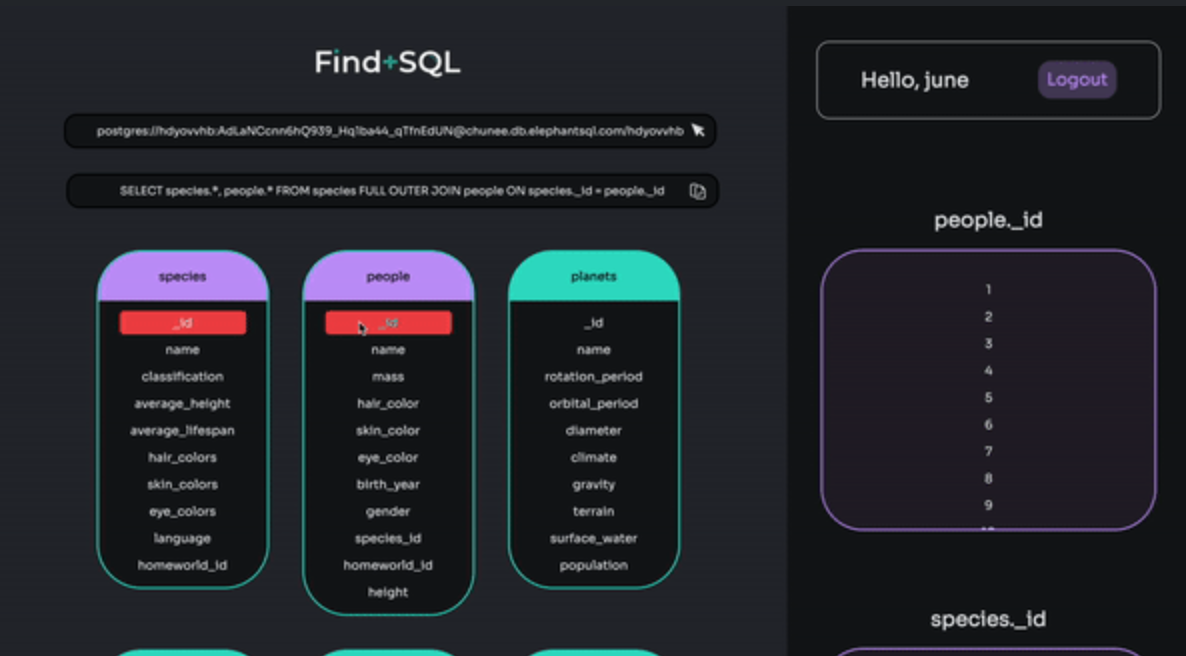 Find+SQL
postgres://hdyovvhb:AdLaNCcnn6hQ939_Hq1ba44_qTfnEdUN@chunee.db.elephantsql.com/hdyovvhb
SELECT species.*, people.* FROM species FULL OUTER JOIN people ON species._id = people._id
species
_id
name
classification
average_height
average_lifespan
hair_colors
skin_colors
eye_colors
language
homeworld_id
people
_id
name
mass
hair_color
skin_color
eye_color
birth_year
gender
species_id
homeworld_id
height
planets
_id
name
rotation_period
orbital_period
diameter
climate
gravity
terrain
surface_water
population
Hello, june
Logout
people._id
1
2
3
4
5
6
7
8
9
species._id